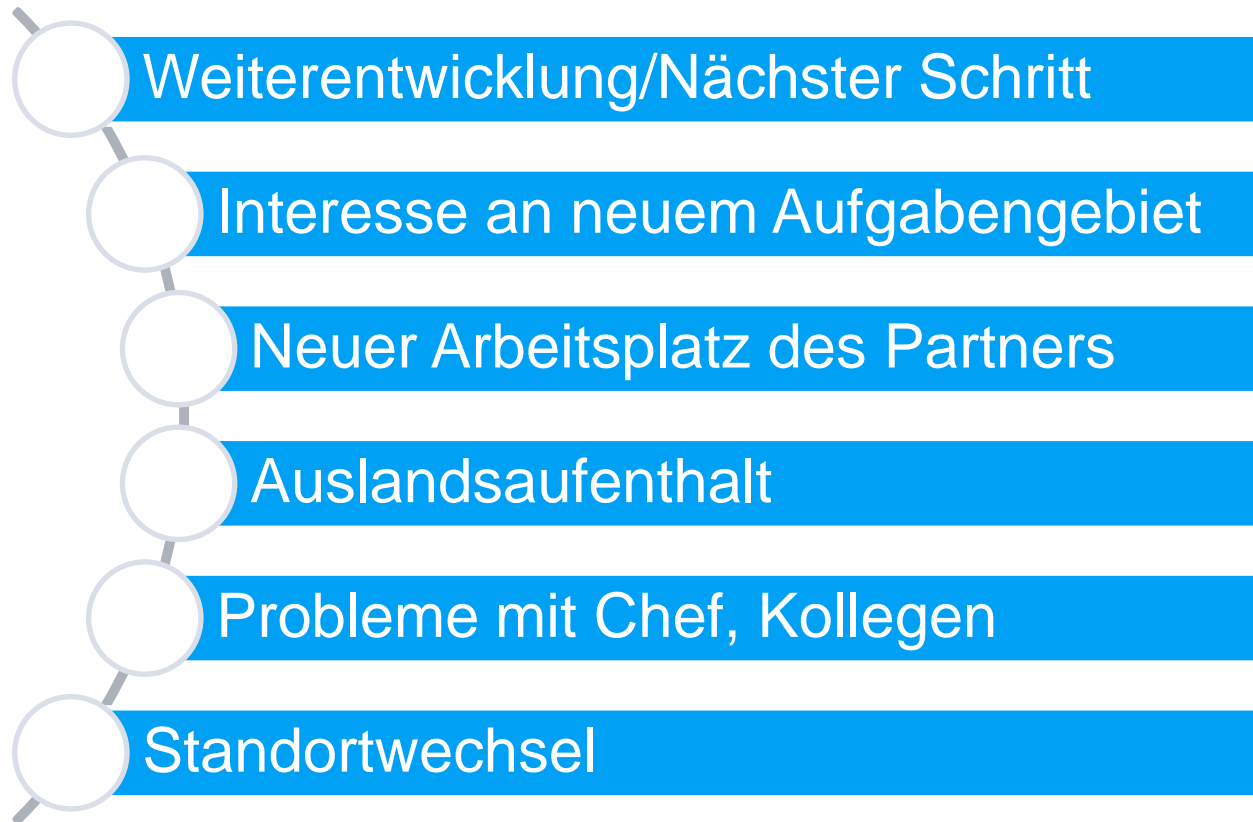 Weiterentwicklung/Nächster Schritt
Interesse an neuem Aufgabengebiet
Neuer Arbeitsplatz des Partners
Auslandsaufenthalt
Probleme mit Chef, Kollegen
Standortwechsel